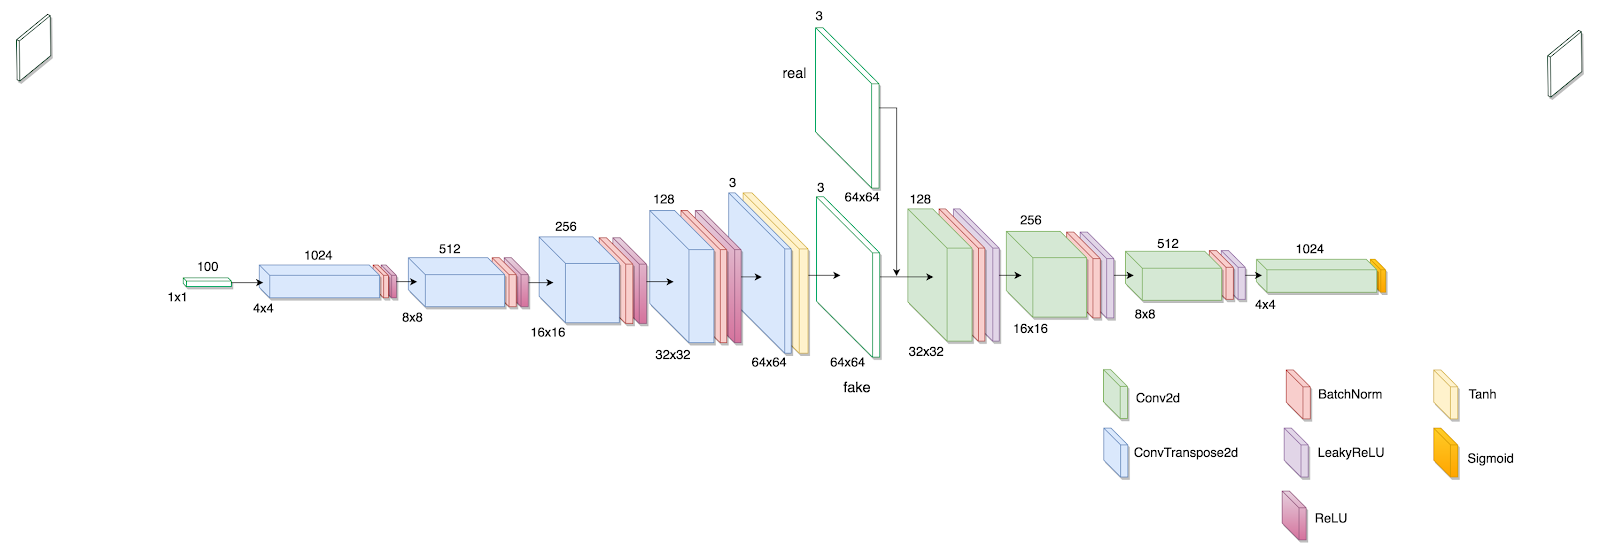 3
real
64x64
100
1x1
1024
4x4
512
8x8
256
16x16
128
32x32
3
64x64
3
64x64
fake
128
32x32
256
16x16
512
8x8
1024
4x4
Conv2d
BatchNorm
Tanh
ConvTranspose2d
LeakyReLU
Sigmoid
ReLU